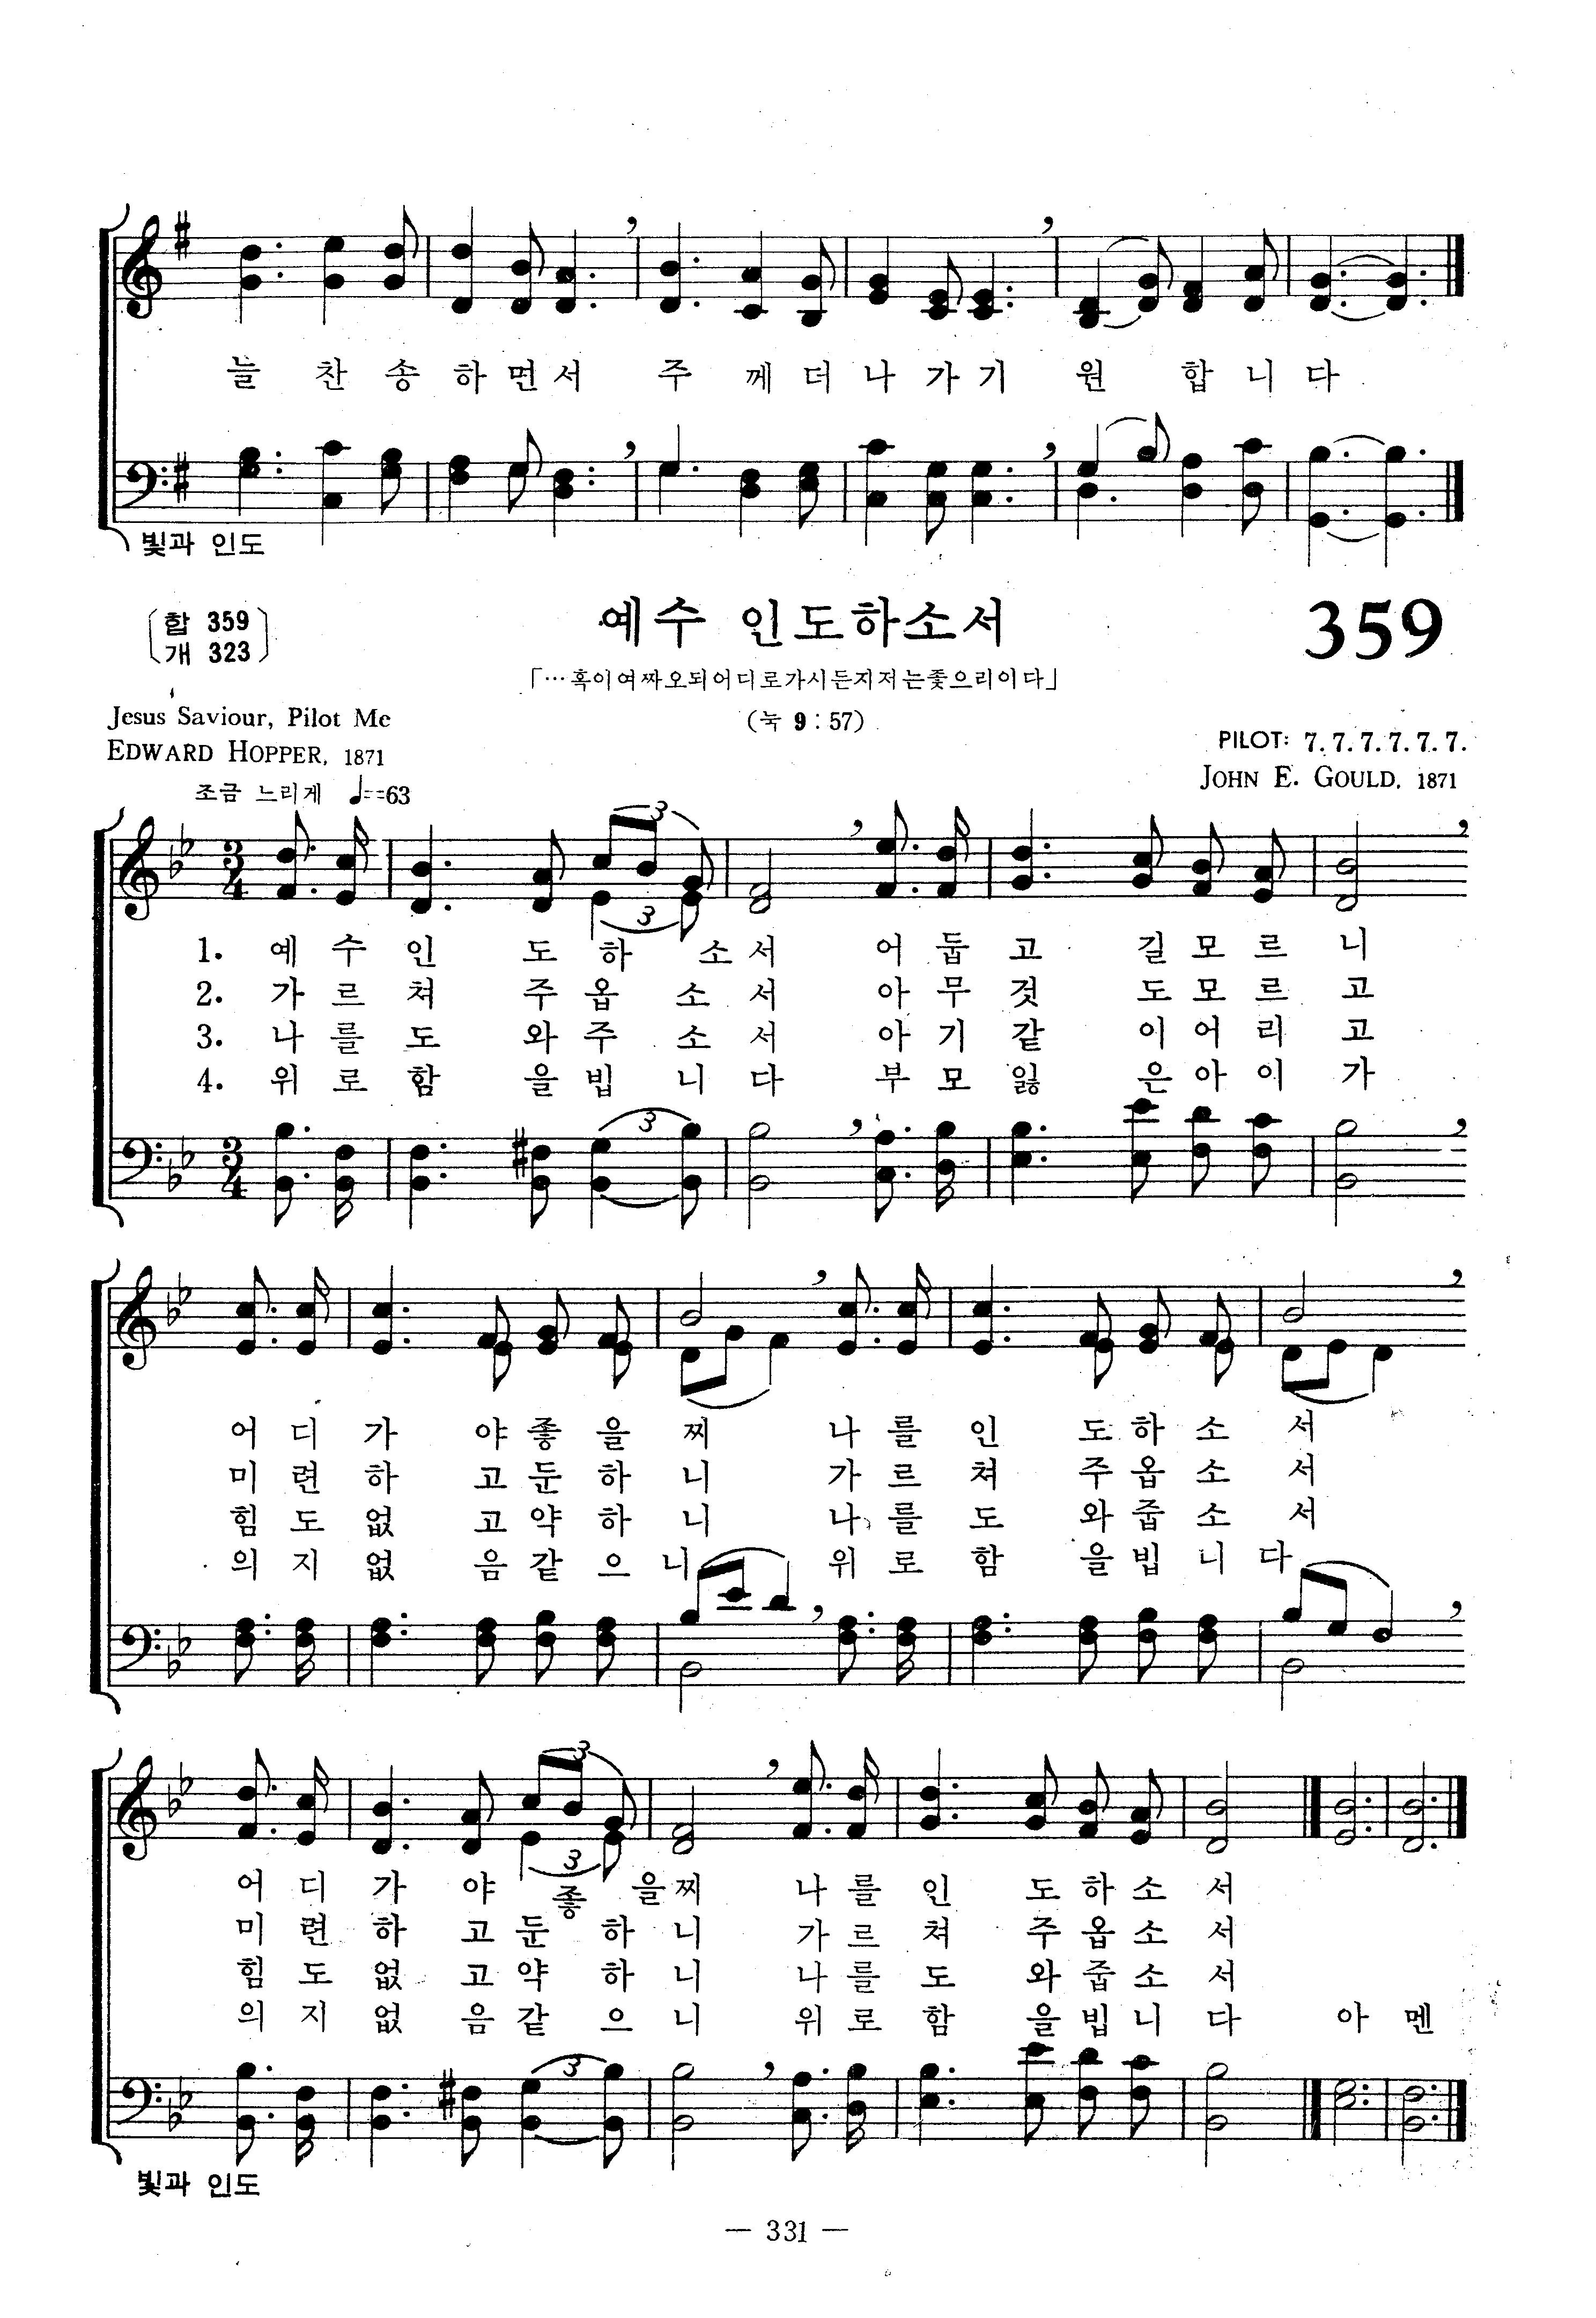 늘 찬 송 하 면 서 주 께 더 나 가 기 원 합 니 다
빛과 인도
합 359
개 323
예수 인도하소서
359
「…혹이여짜오되어디로가시든지저는좇으리이다」
(눅 9 : 57)
Jesus Saviour, Pilot Me
EDWARD HOPPER, 1871
PILOT: 7. 7. 7. 7. 7. 7.
JOHN E. GOULD, 1871
조금 느리게 ♩=63
1. 예 수 인 도 하 소 서 어 둡 고 길 모 르 니
2. 가 르 쳐 주 옵 소 서 아 무 것 도 모 르 고
3. 나 를 도 와 주 소 서 아 기 같 이 어 리 고
4. 위 로 함 을 빕 니 다 부 모 잃 은 아 이 가
어 디 가 야 좋 을 찌 나 를 인 도 하 소 서
미 련 하 고 둔 하 니 가 르 쳐 주 옵 소 서
힘 도 없 고 약 하 니 나 를 도 와 줍 소 서
의 지 없 음 같 으 니 위 로 함 을 빕 니 다
어 디 가 야 좋 을 찌 나 를 인 도 하 소 서
미 련 하 고 둔 하 니 가 르 쳐 주 옵 소 서
힘 도 없 고 약 하 니 나 를 도 와 줍 소 서
의 지 없 음 같 으 니 위 로 함 을 빕 니 다 아 멘
빛과 인도
— 331 —